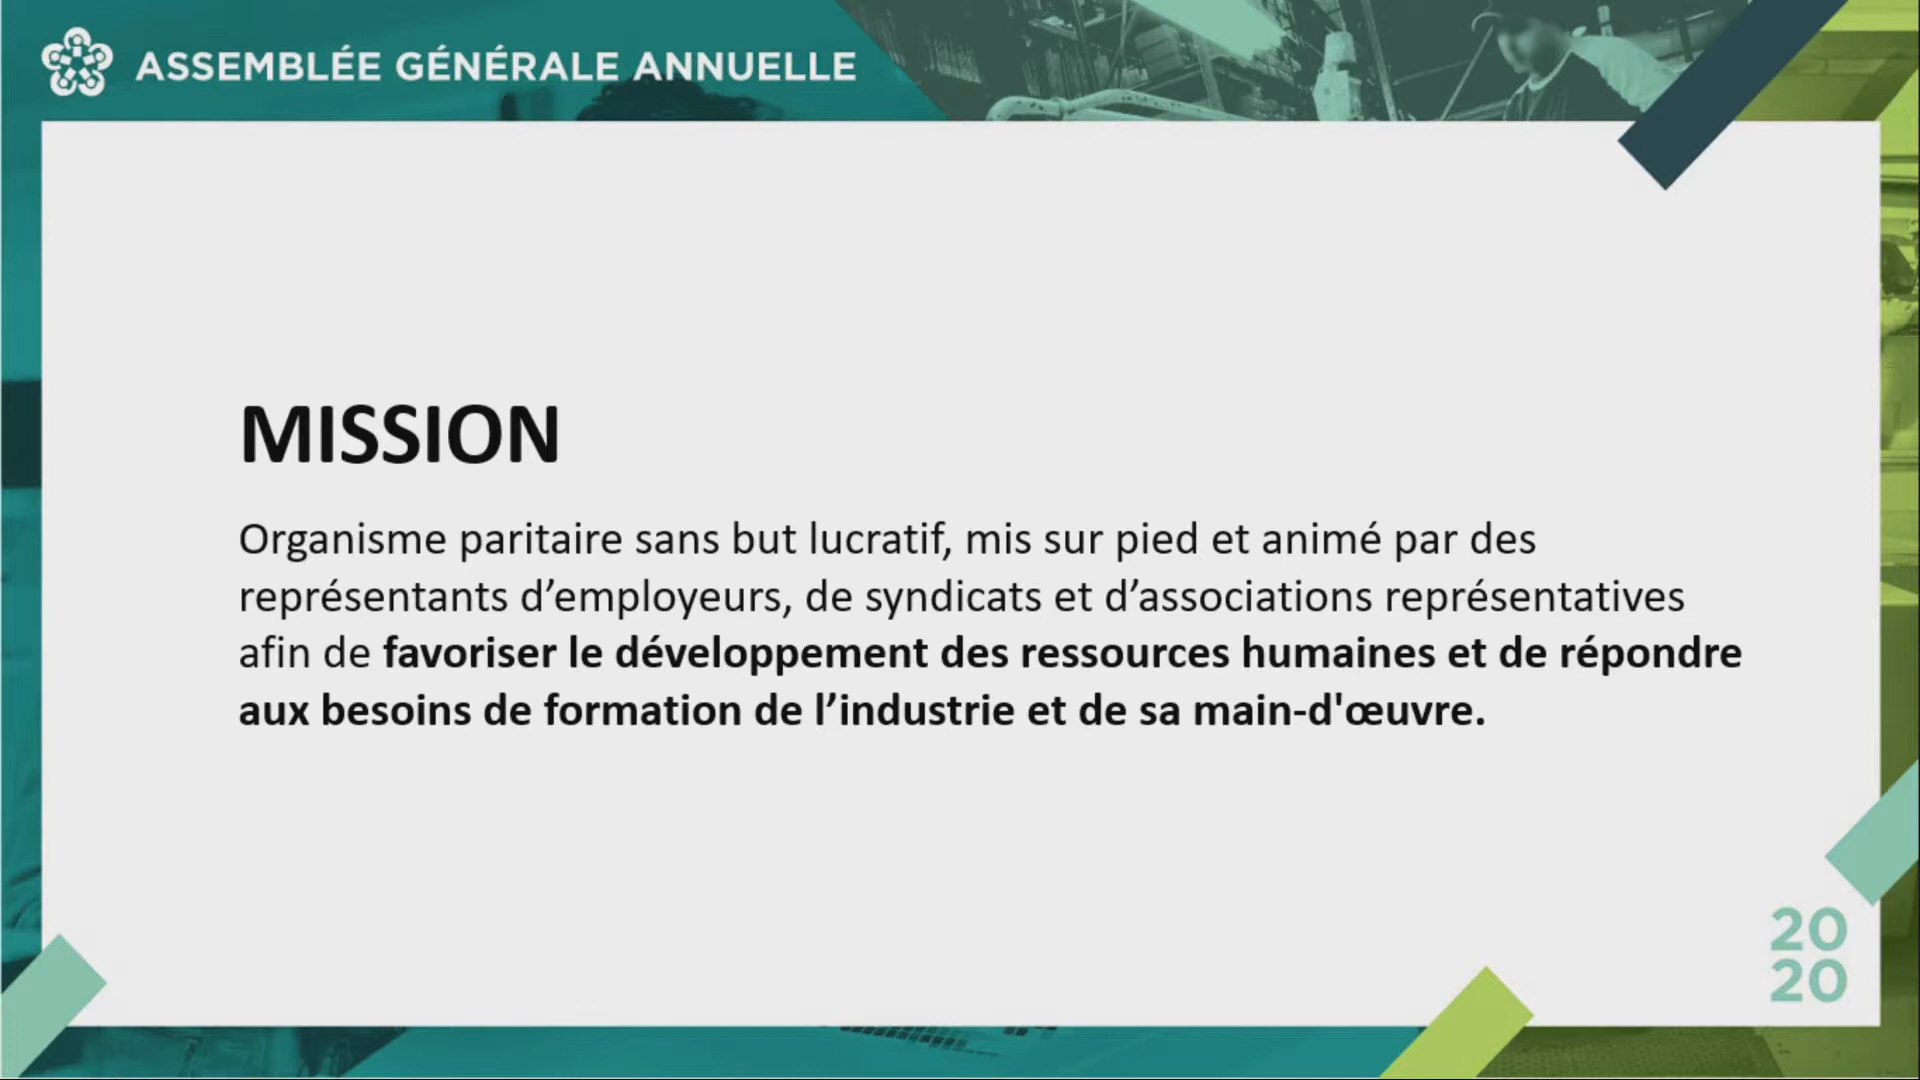 ASSEMBLÉE GÉNÉRALE ANNUELLE
MISSION
Organisme paritaire sans but lucratif, mis sur pied et animé par des
représentants d’employeurs, de syndicats et d’associations représentatives
afin de favoriser le développement des ressources humaines et de répondre
aux besoins de formation de l’industrie et de sa main-d'œuvre.
20
20